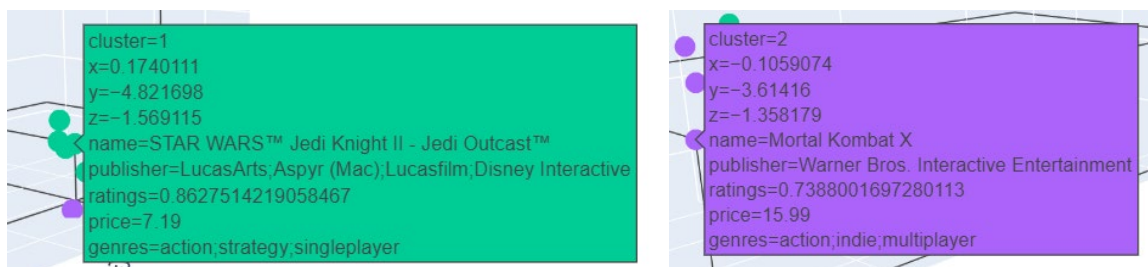 cluster=1
x=0.1740111
y=−4.821698
z=−1.569115
name=STAR WARS™ Jedi Knight II - Jedi Outcast™
publisher=LucasArts;Aspyr (Mac);Lucasfilm;Disney Interactive
ratings=0.8627514219058467
price=7.19
genres=action;strategy;singleplayer
cluster=2
x=−0.1059074
y=−3.61416
z=−1.358179
name=Mortal Kombat X
publisher=Warner Bros. Interactive Entertainment
ratings=0.7388001697280113
price=15.99
genres=action;indie;multiplayer